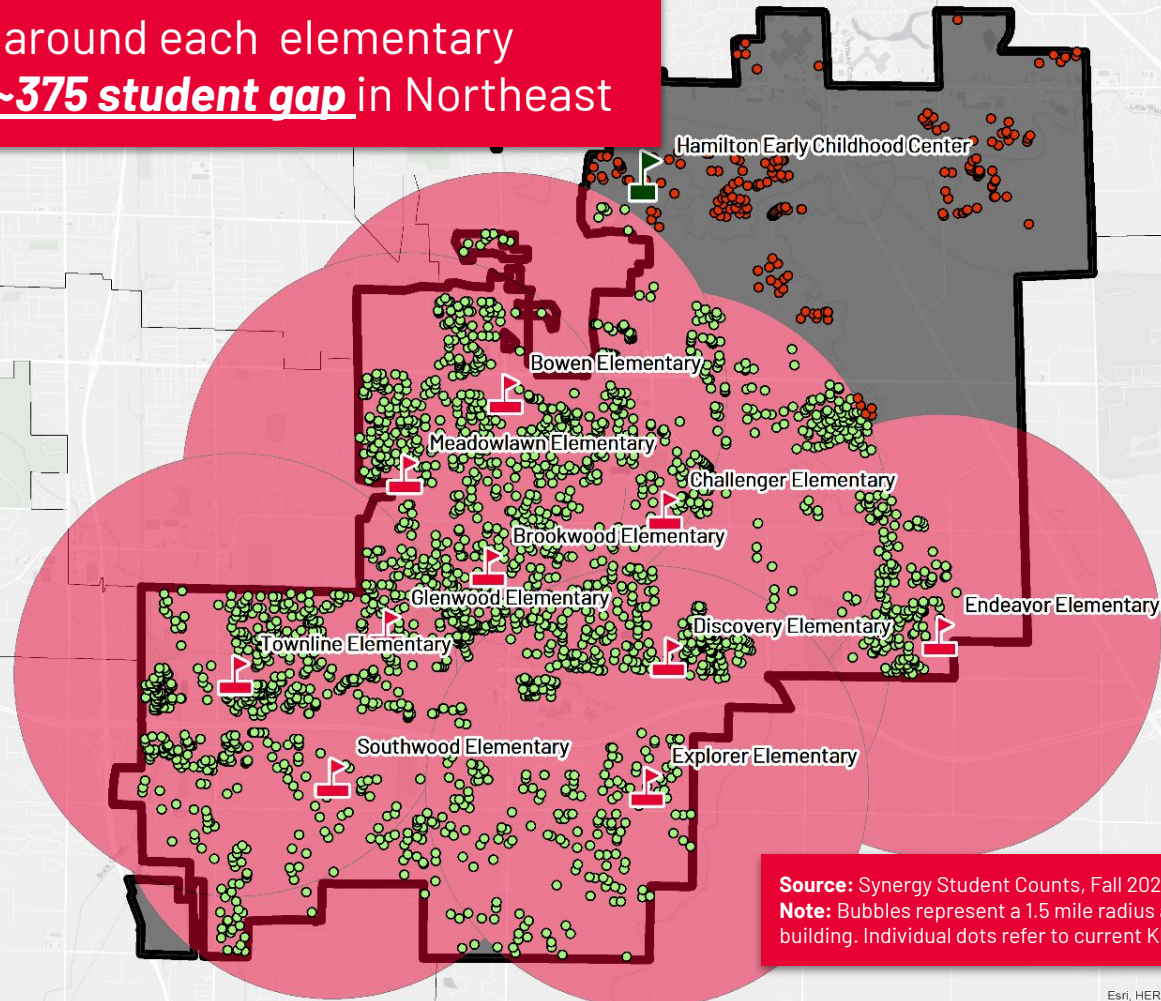 around each elementary
~375 student gap in Northeast
Hamilton Early Childhood Center
Bowen Elementary
Meadowlawn Elementary
Challenger Elementary
Brookwood Elementary
Glenwood Elementary
Endeavor Elementary
Discovery Elementary
Townline Elementary
Southwood Elementary
Explorer Elementary
Source: Synergy Student Counts, Fall 202
Note: Bubbles represent a 1.5 mile radius
building. Individual dots refer to current K
Esri, HER